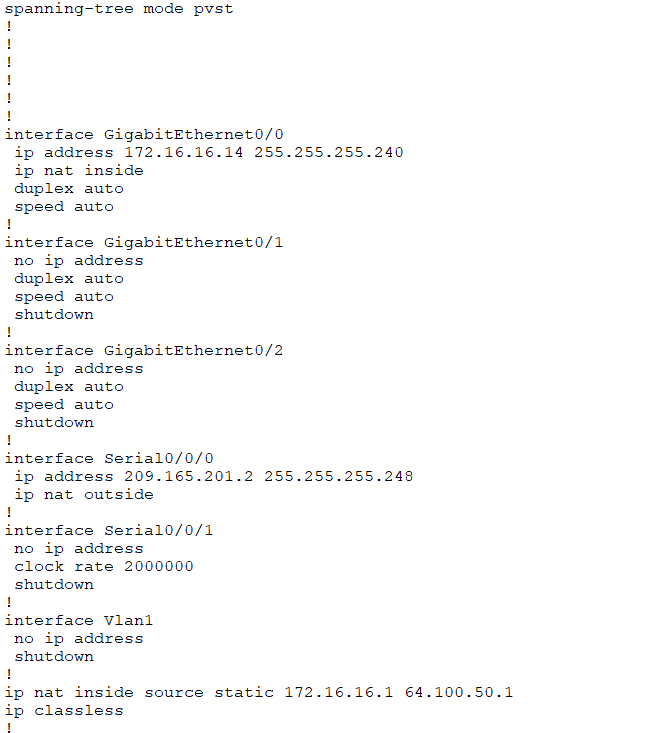 spanning-tree mode pvst
!
!
!
!
!
!
interface GigabitEthernet0/0
 ip address 172.16.16.14 255.255.255.240
 ip nat inside
 duplex auto
 speed auto
!
interface GigabitEthernet0/1
 no ip address
 duplex auto
 speed auto
 shutdown
!
interface GigabitEthernet0/2
 no ip address
 duplex auto
 speed auto
 shutdown
!
interface Serial0/0/0
 ip address 209.165.201.2 255.255.255.248
 ip nat outside
!
interface Serial0/0/1
 no ip address
 clock rate 2000000
 shutdown
!
interface Vlan1
 no ip address
 shutdown
!
ip nat inside source static 172.16.16.1 64.100.50.1
ip classless
!